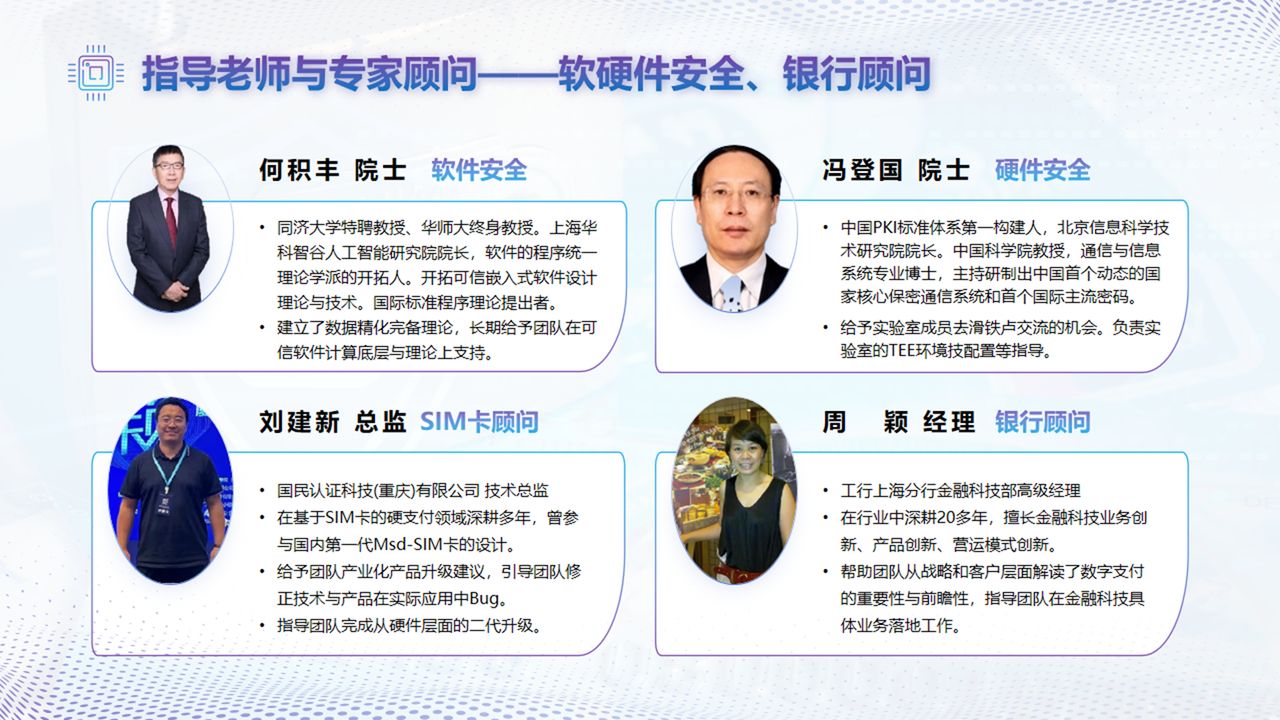 指导老师与专家顾问——软硬件安全、银行顾问
何积丰 院士 软件安全
• 同济大学特聘教授、华师大终身教授。上海华
科智谷人工智能研究院院长，软件的程序统一
理论学派的开拓人。开拓可信嵌入式软件设计
理论与技术。国际标准程序理论提出者。
• 建立了数据精化完备理论，长期给予团队在可
信软件计算底层与理论上支持。
冯登国 院士 硬件安全
• 中国PKI标准体系第一构建人，北京信息科学技
术研究院院长。中国科学院教授，通信与信息
系统专业博士，主持研制出中国首个动态的国
家核心保密通信系统和首个国际主流密码。
• 给予实验室成员去滑铁卢交流的机会。负责实
验室的TEE环境技配置等指导。
刘建新 总监 SIM卡顾问
• 国民认证科技(重庆)有限公司 技术总监
• 在基于SIM卡的硬支付领域深耕多年，曾参
与国内第一代Msd-SIM卡的设计。
• 给予团队产业化产品升级建议，引导团队修
正技术与产品在实际应用中Bug。
• 指导团队完成从硬件层面的二代升级。
周 颖 经理 银行顾问
• 工行上海分行金融科技部高级经理
• 在行业中深耕20多年，擅长金融科技业务创
新、产品创新、营运模式创新。
• 帮助团队从战略和客户层面解读了数字支付
的重要性与前瞻性，指导团队在金融科技具
体业务落地工作。